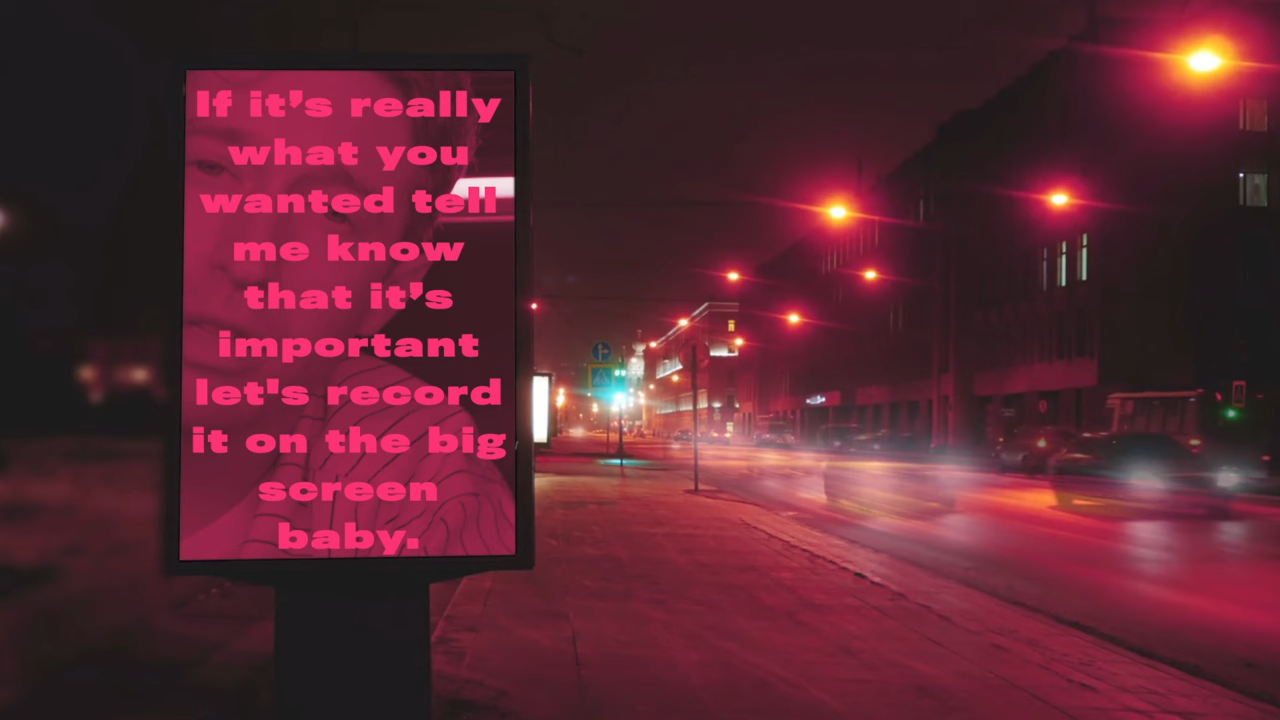 If it's really
what you
wanted tell
me know
that it's
important
let's record
it on the big
screen
baby.